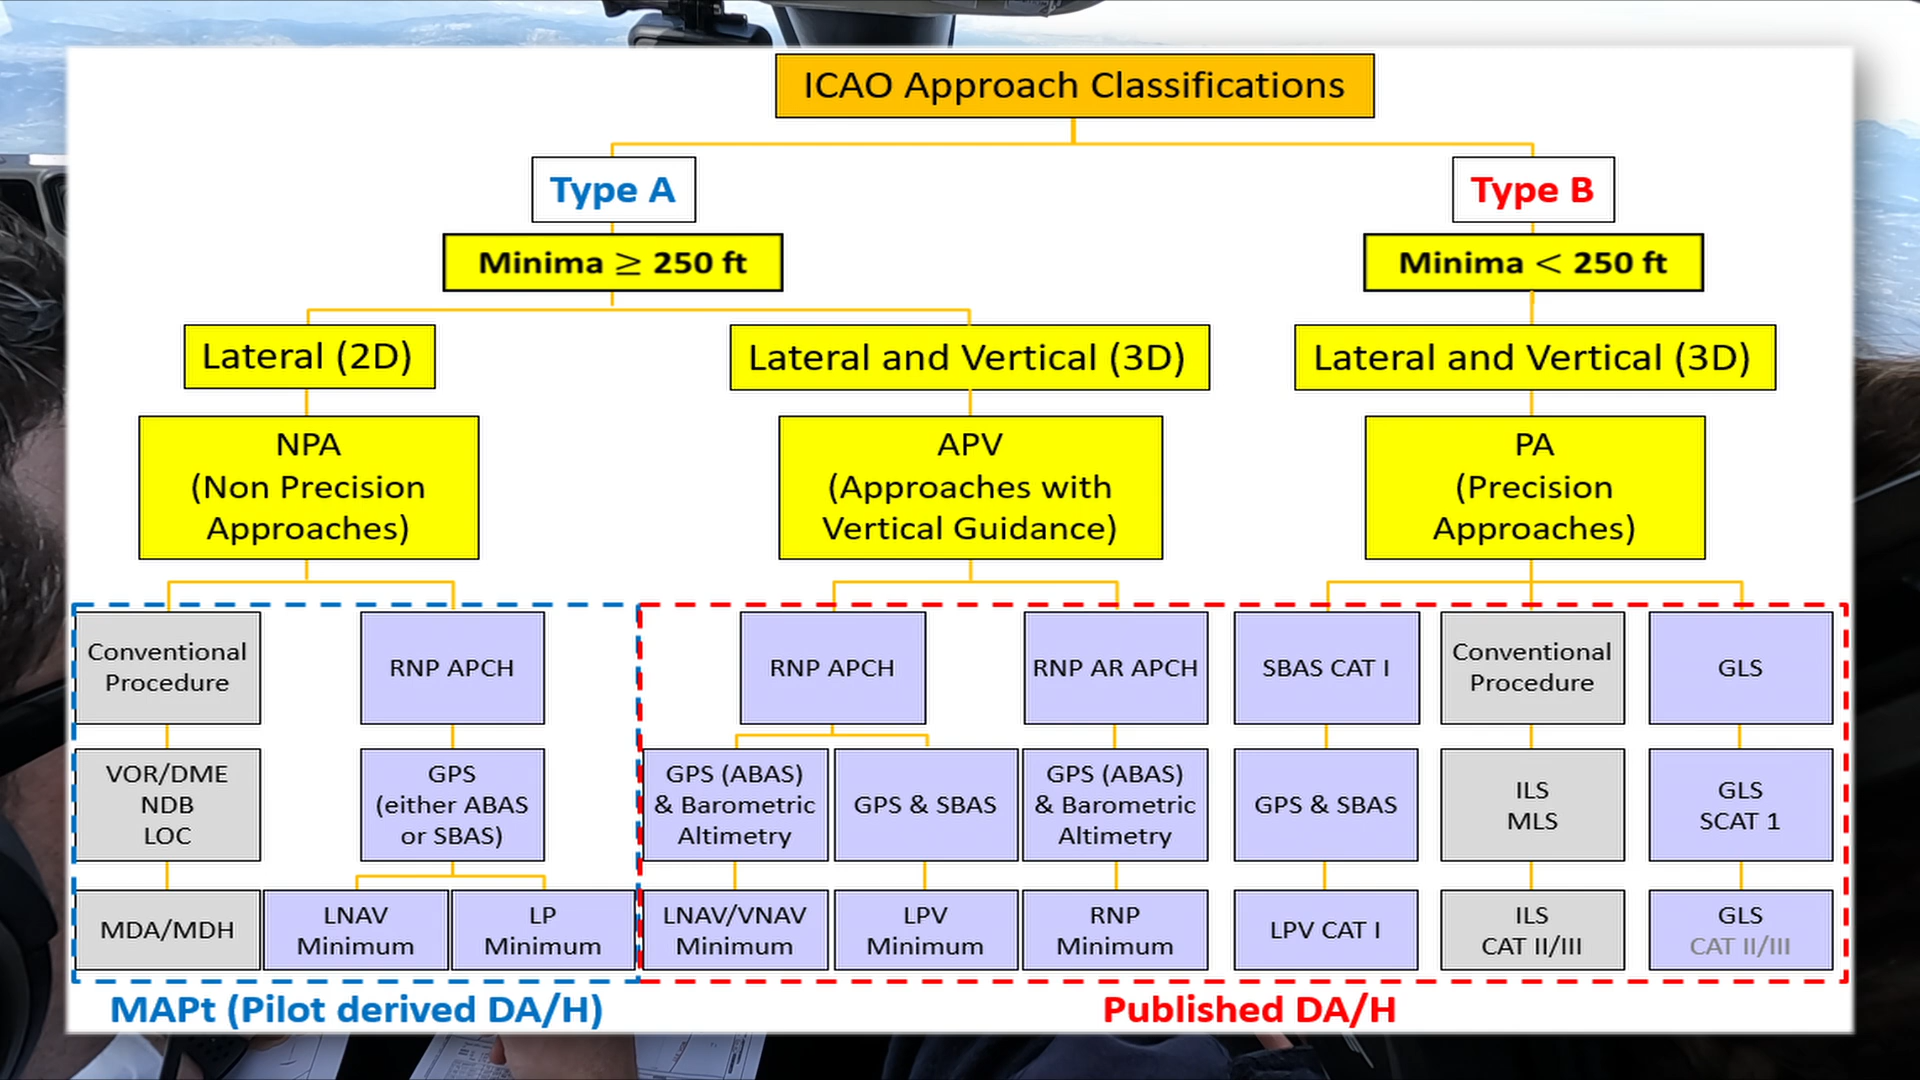 ICAO Approach Classifications
Type A
Type B
Minima ≥ 250 ft
Minima < 250 ft
Lateral (2D)
Lateral and Vertical (3D)
Lateral and Vertical (3D)
NPA
(Non Precision
Approaches)
APV
(Approaches with
Vertical Guidance)
PA
(Precision
Approaches)
Conventional
Procedure
RNP APCH
RNP APCH
RNP AR APCH
SBAS CAT I
Conventional
Procedure
GLS
VOR/DME
NDB
LOC
GPS
(either ABAS
or SBAS)
GPS (ABAS)
& Barometric
Altimetry
GPS & SBAS
GPS (ABAS)
& Barometric
Altimetry
GPS & SBAS
ILS
MLS
GLS
SCAT 1
MDA/MDH
LNAV
Minimum
LP
Minimum
LNAV/VNAV
Minimum
LPV
Minimum
RNP
Minimum
LPV CAT I
ILS
CAT II/III
GLS
CAT II/III
MAPt (Pilot derived DA/H)
Published DA/H